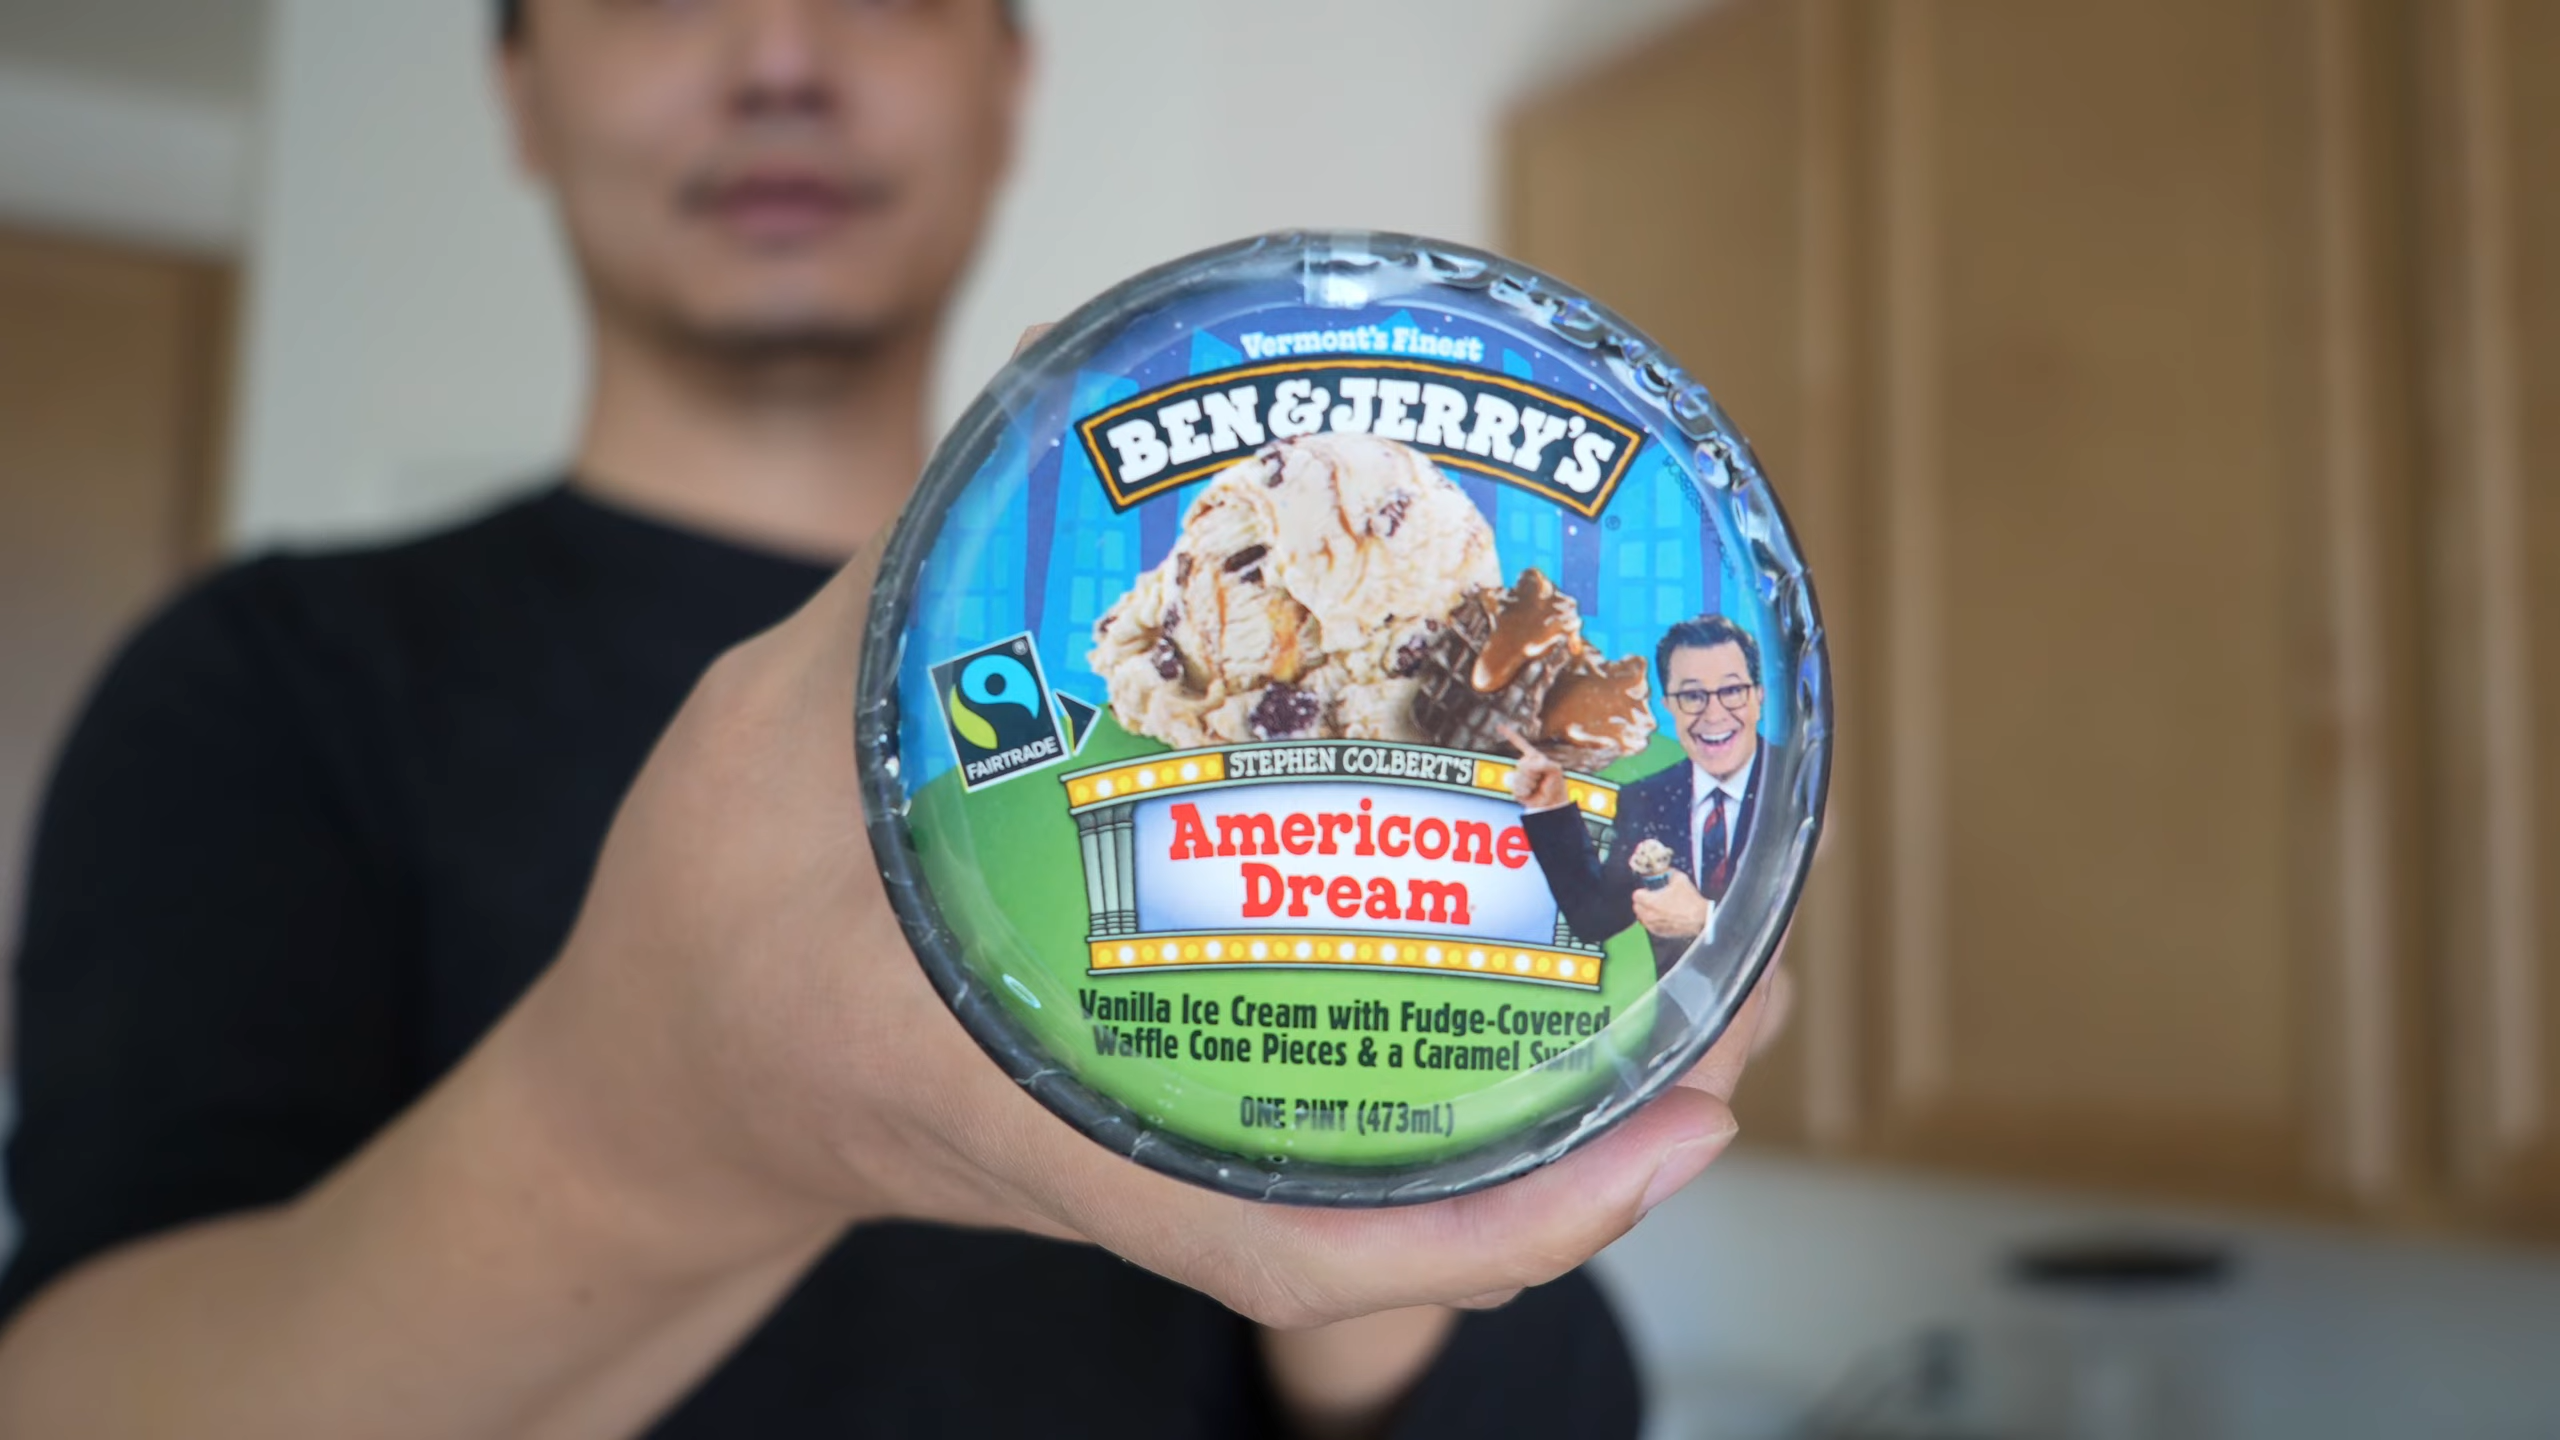 Vermont's Finest
BEN & JERRY'S
®
FAIRTRADE
®
STEPHEN COLBERT'S
Americone
Dream
Vanilla Ice Cream with Fudge-Covered
Waffle Cone Pieces & a Caramel Swirl
ONE PINT (473mL)